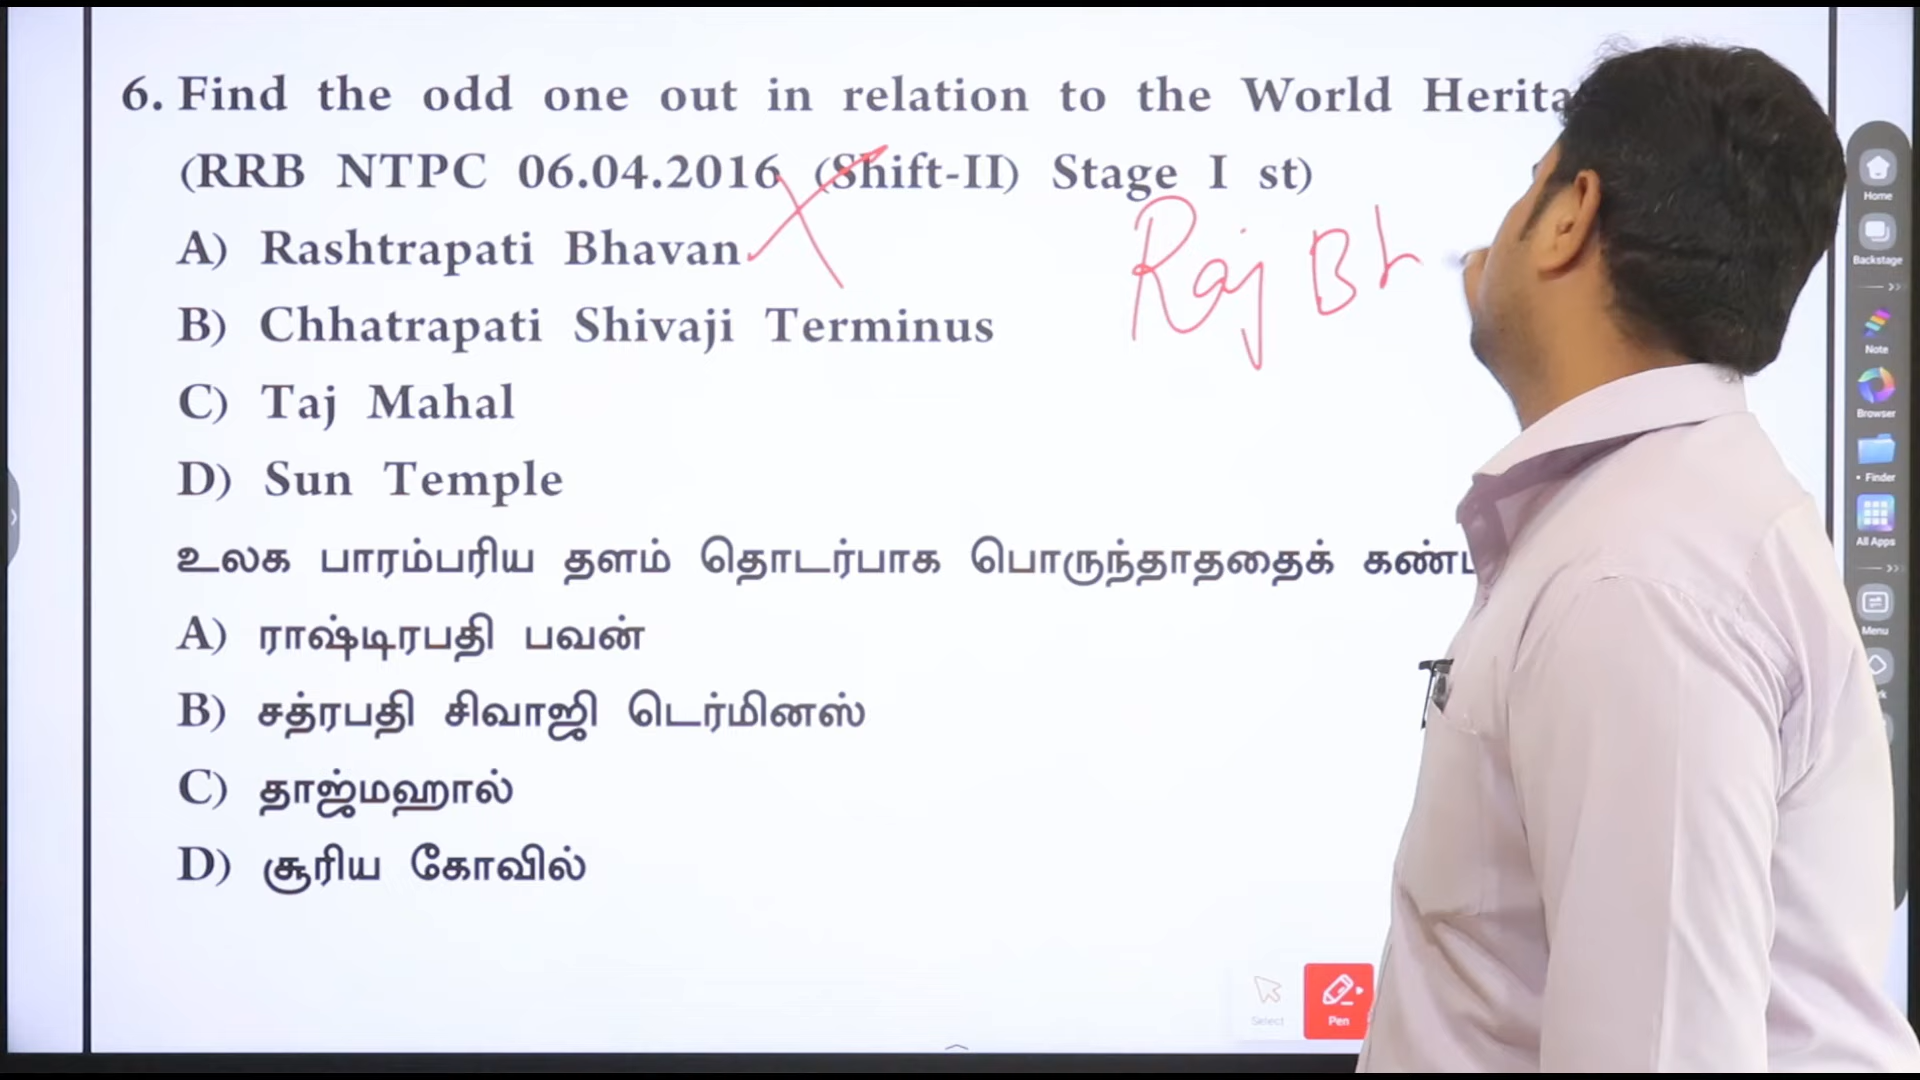 6. Find the odd one out in relation to the World
(RRB NTPC 06.04.2016 (Shift-II) Stage I st)
A) Rashtrapati Bhavan
Raj Bh
B) Chhatrapati Shivaji Terminus
C) Taj Mahal
D) Sun Temple
உலக பாரம்பரிய தளம் தொடர்பாக பொருந்தாததைக்
A) ராஷ்டிரபதி பவன்
B) சத்ரபதி சிவாஜி டெர்மினஸ்
C) தாஜ்மஹால்
D) சூரிய கோவில்
Home
Backstage
Note
Browser
Finder
All Apps
Menu
Select
Pen